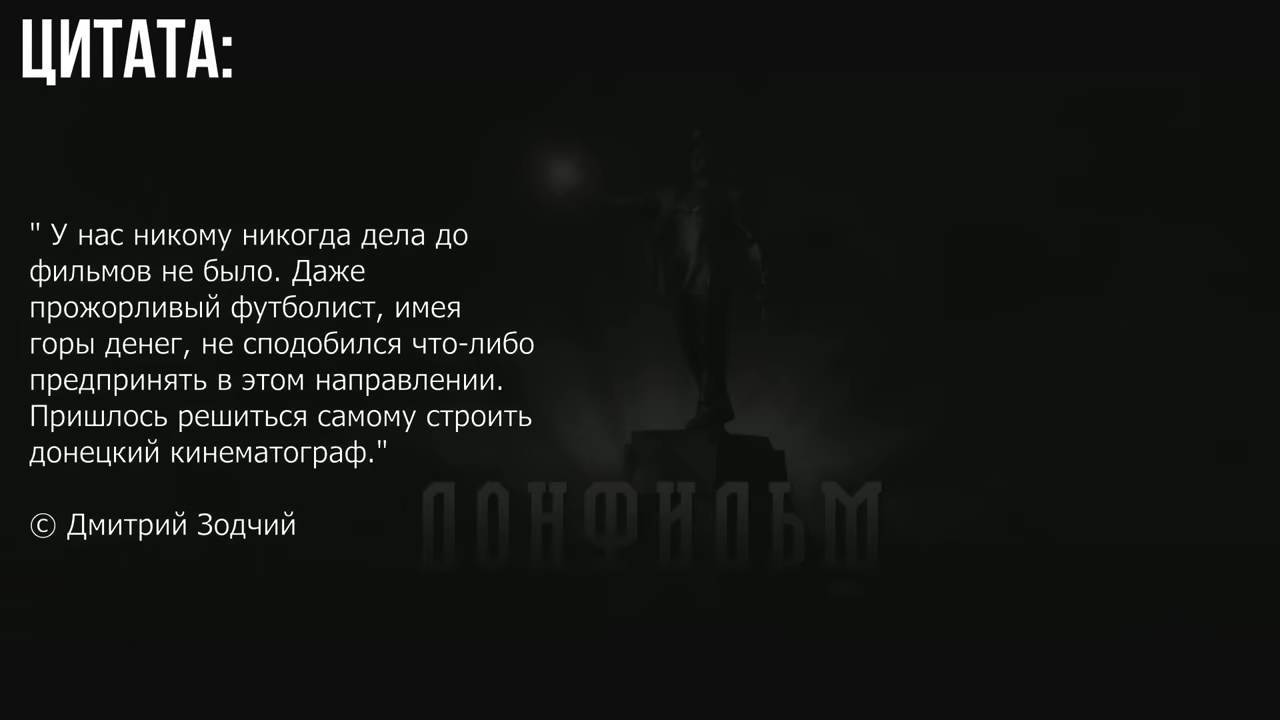 ЦИТАТА:
" У нас никому никогда дела до
фильмов не было. Даже
прожорливый футболист, имея
горы денег, не сподобился что-либо
предпринять в этом направлении.
Пришлось решиться самому строить
донецкий кинематограф."
© Дмитрий Зодчий
ДОНФИЛЬМ